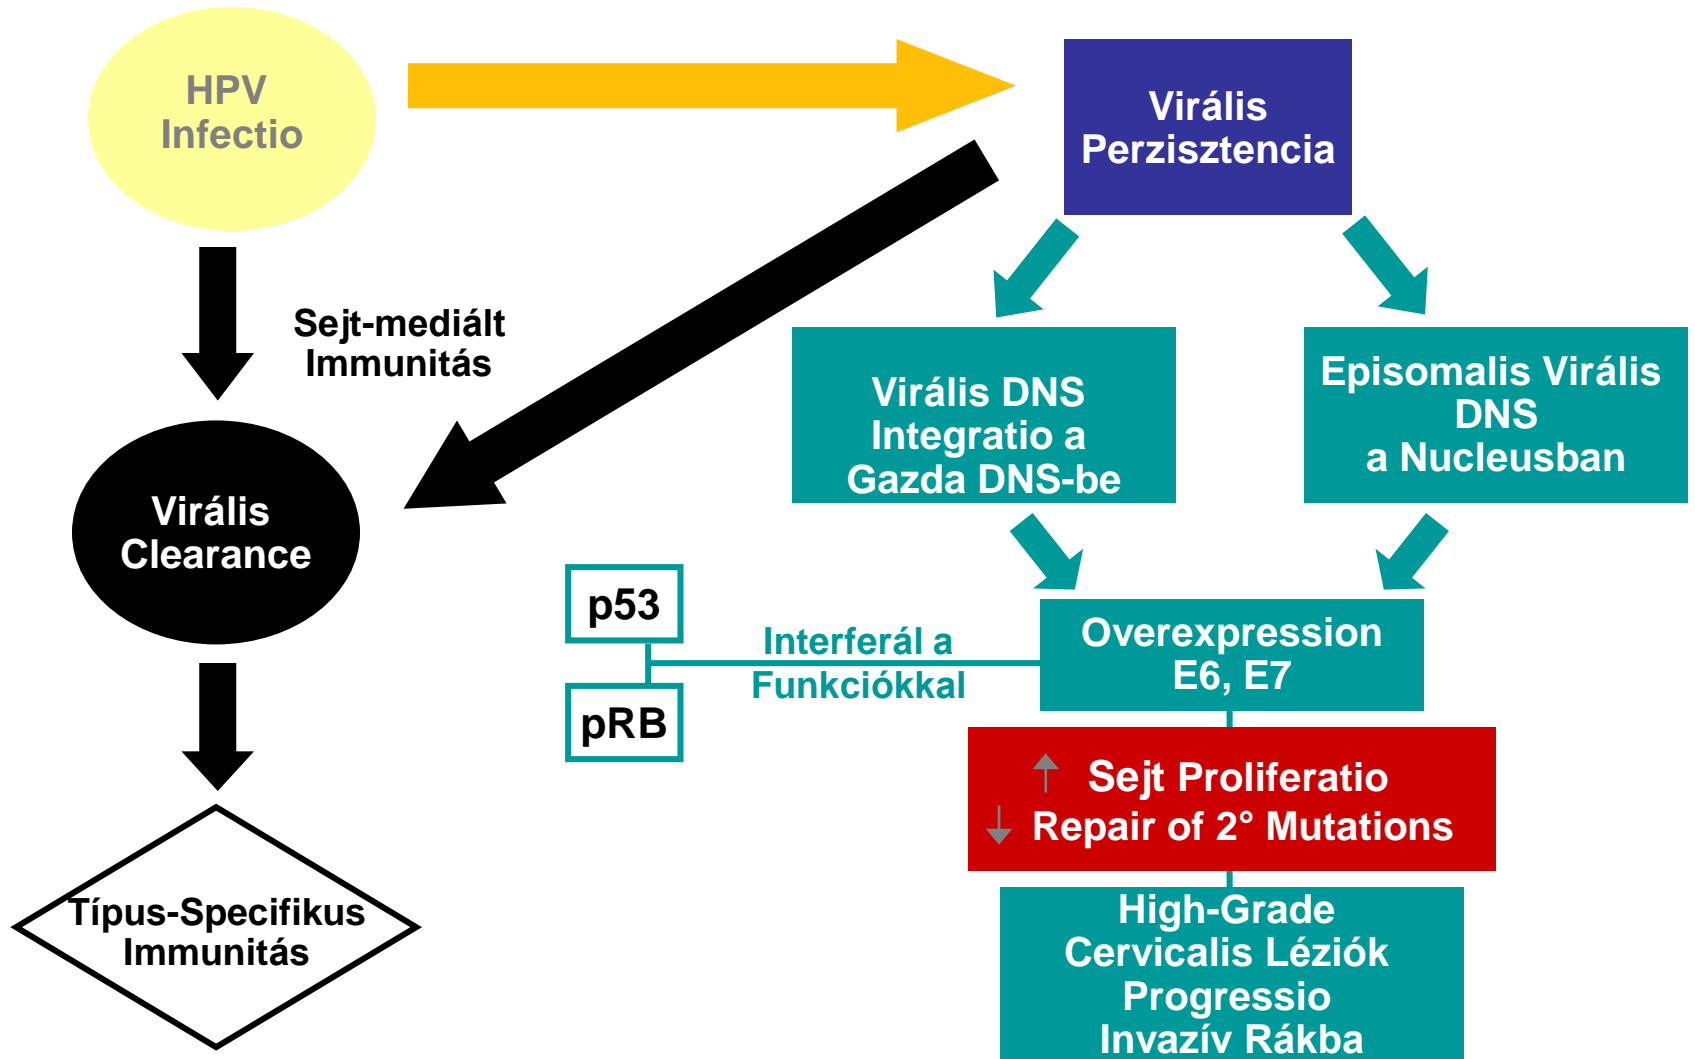 HPV
Infectio
Virális
Perzisztencia
Sejt-mediált
Immunitás
Virális DNS
Integratio a
Gazda DNS-be
Episomalis Virális
DNS
a Nucleusban
Virális
Clearance
p53
pRB
Interferál a
Funkciókkal
Overexpression
E6, E7
↑ Sejt Proliferatio
↓ Repair of 2° Mutations
Típus-Specifikus
Immunitás
High-Grade
Cervicalis Léziók
Progressio
Invazív Rákba